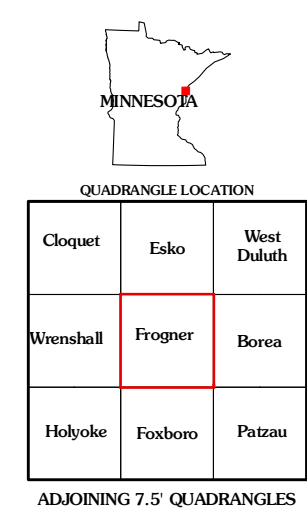 MINNESOTA
QUADRANGLE LOCATION
Cloquet
Esko
West
Duluth
Wrenshall
Frogner
Borea
Holyoke
Foxboro
Patzau
ADJOINING 7.5' QUADRANGLES